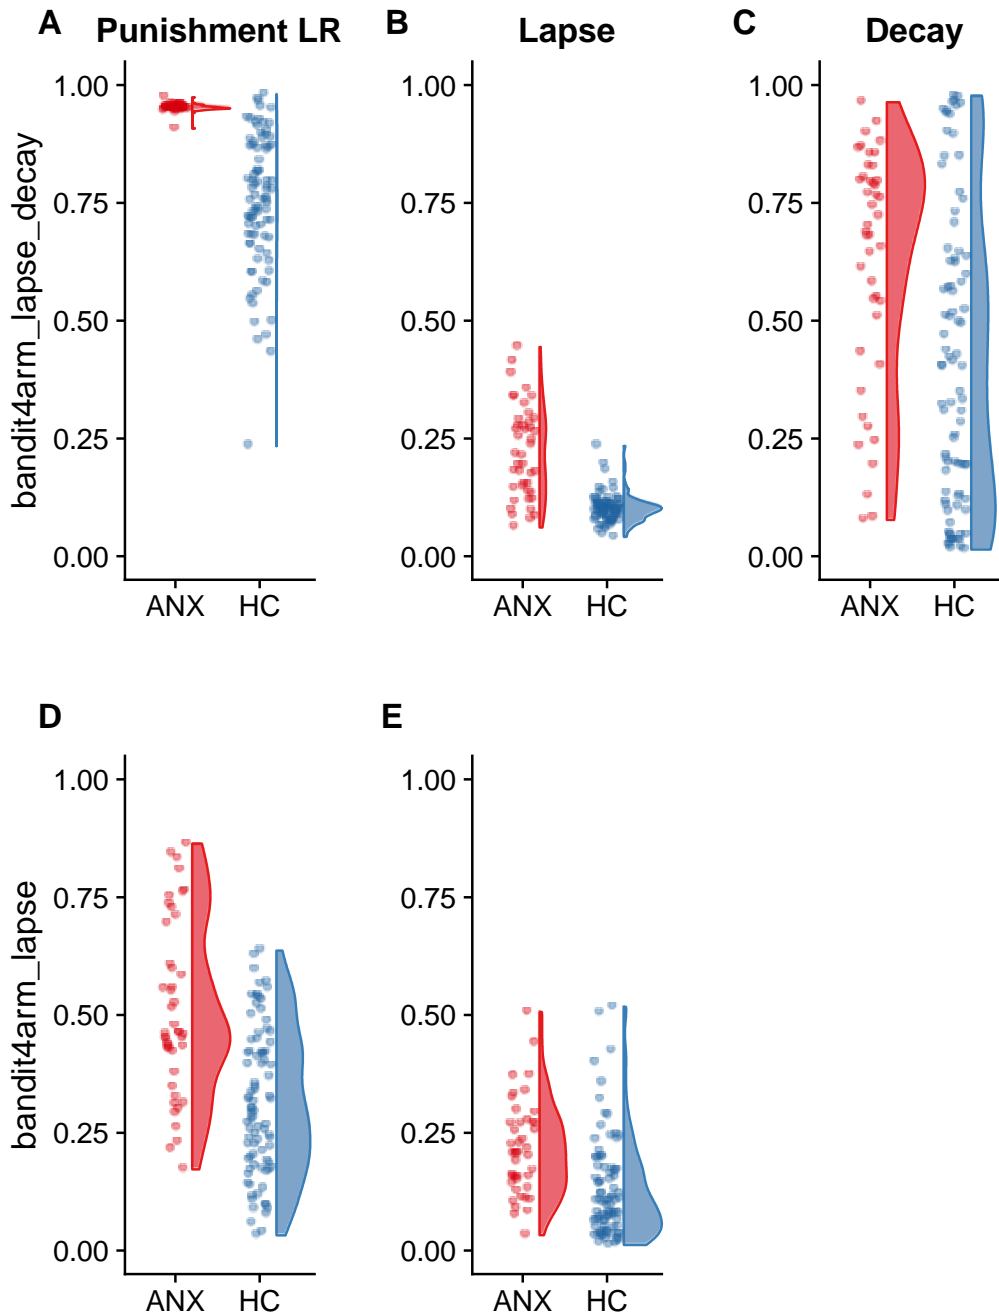 A Punishment LR
B Lapse
C Decay
bandit4arm_lapse_decay
1.00
0.75
0.50
0.25
0.00
ANX HC
1.00
0.75
0.50
0.25
0.00
ANX HC
1.00
0.75
0.50
0.25
0.00
ANX HC
D
E
bandit4arm_lapse
1.00
0.75
0.50
0.25
0.00
ANX HC
1.00
0.75
0.50
0.25
0.00
ANX HC